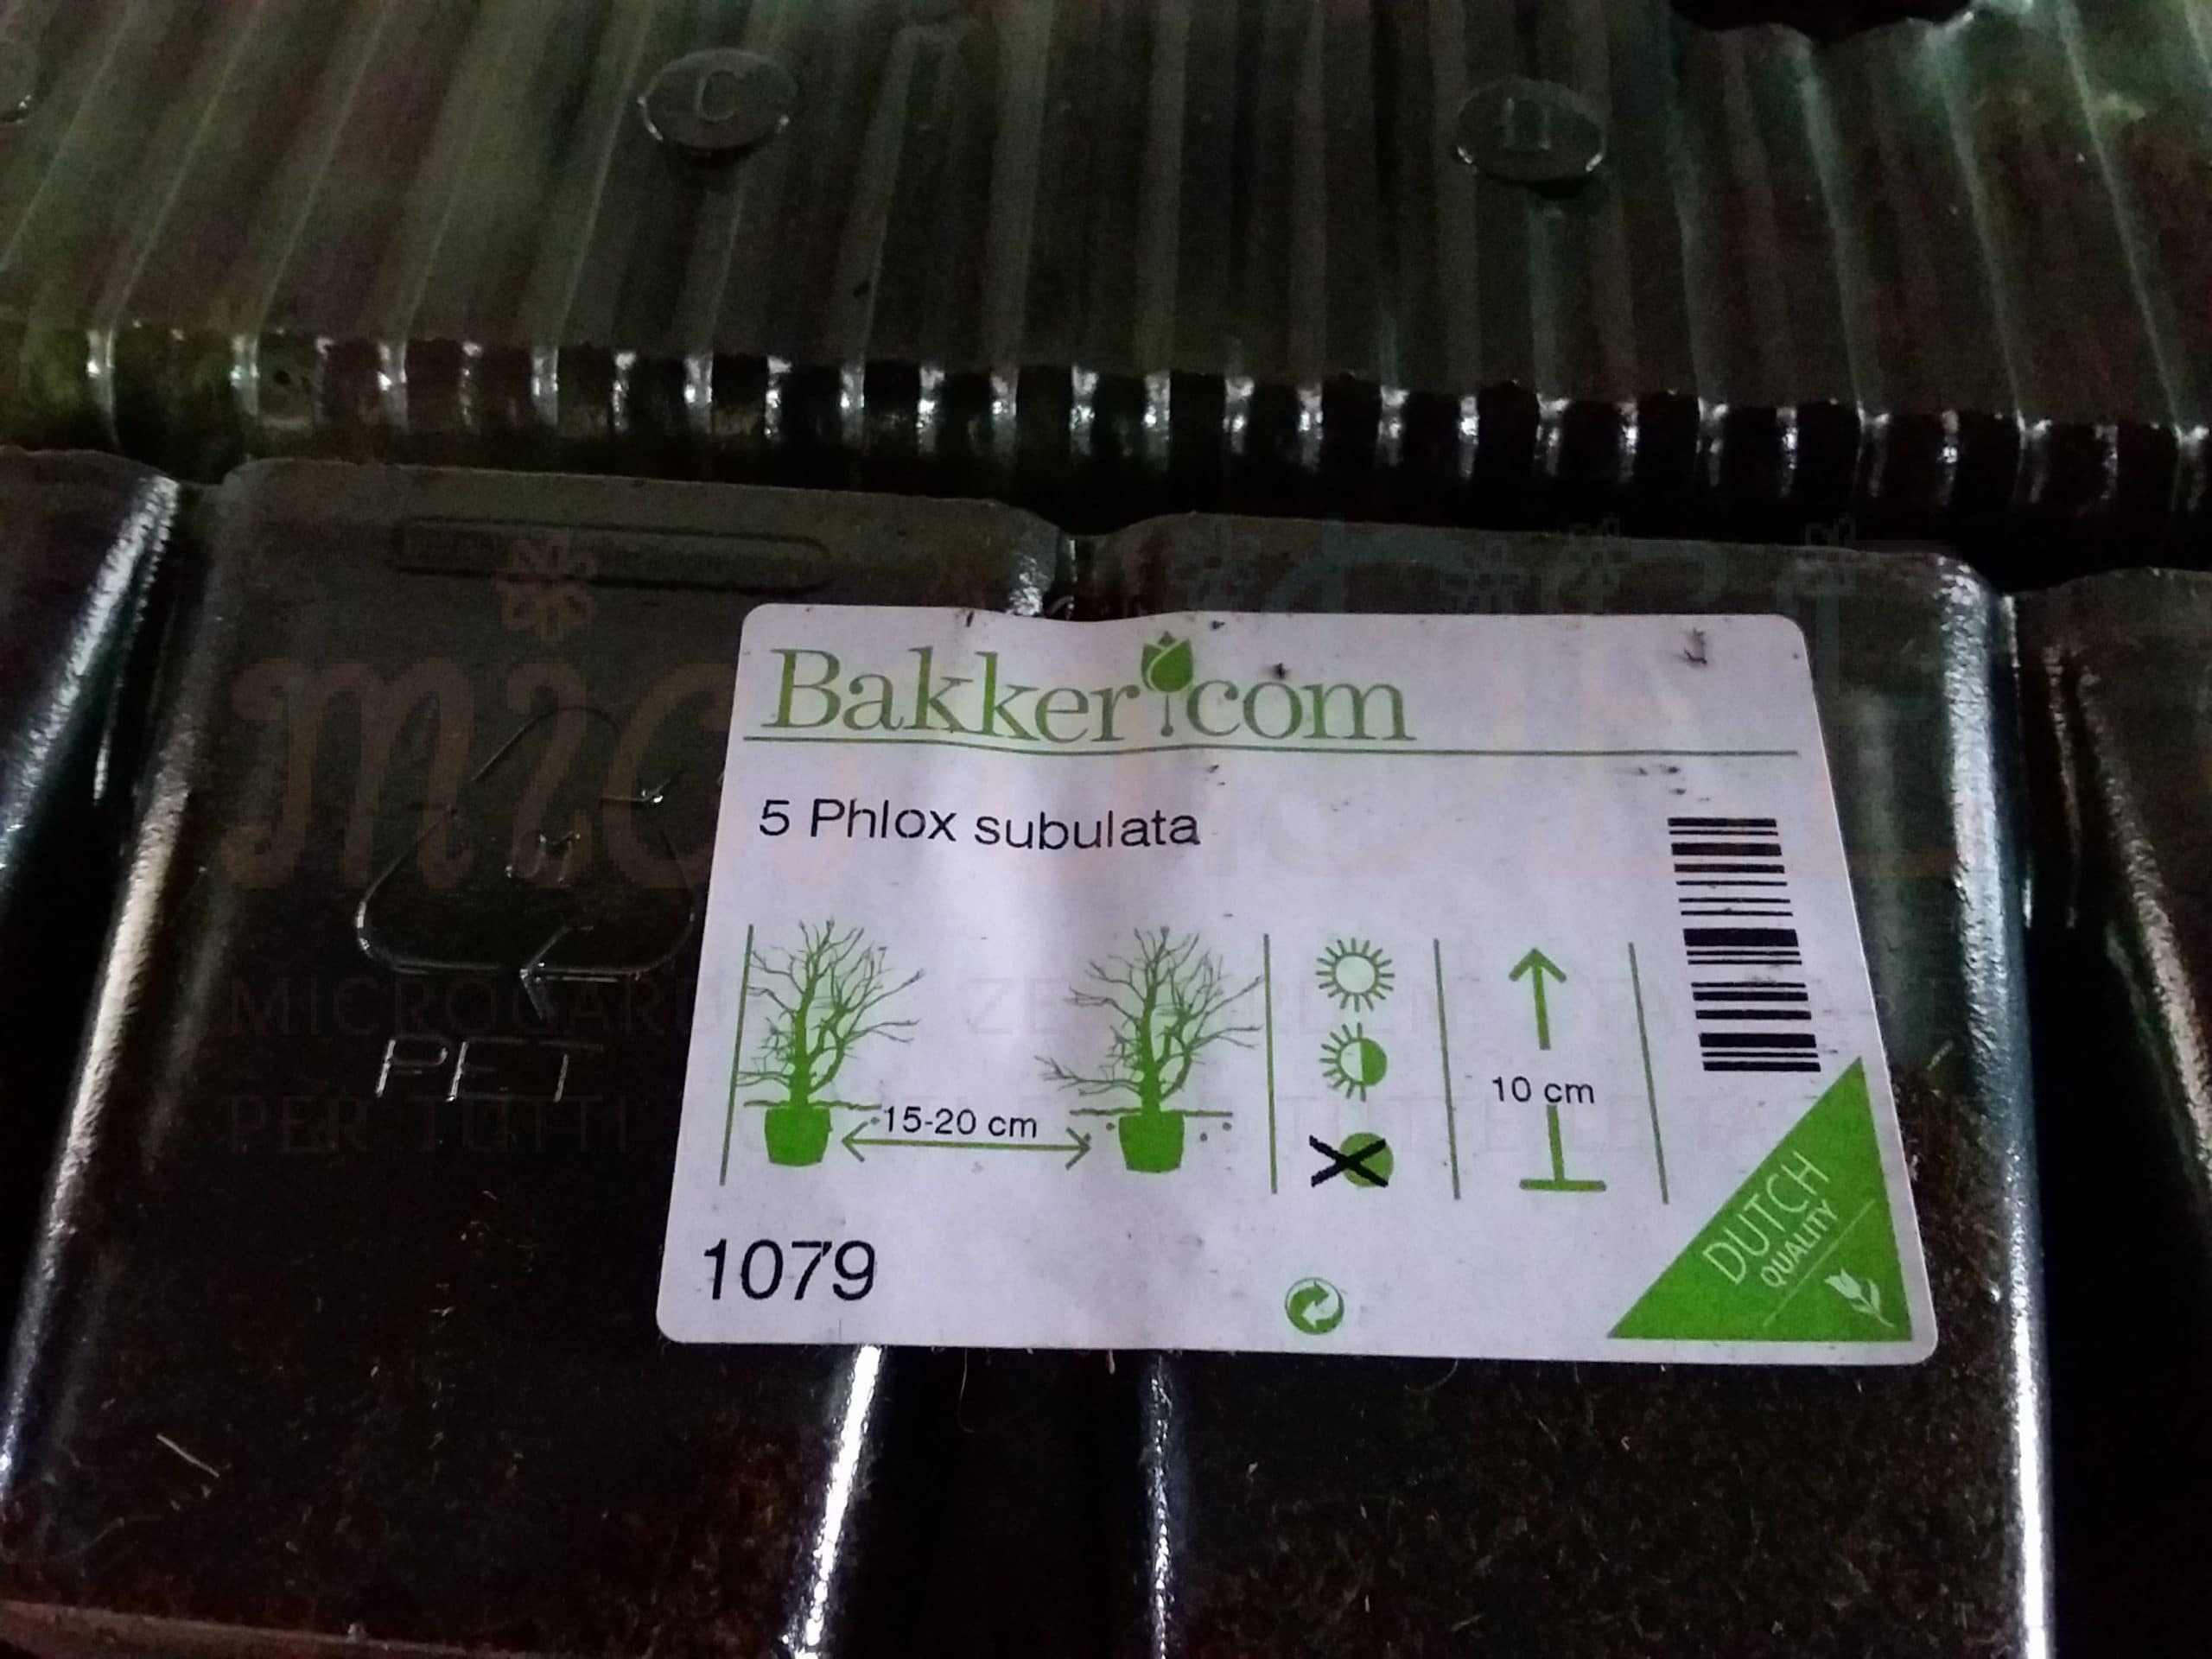 C
Bakker.com
5 Phlox subulata
15-20 cm
10 cm
PET
1079
DUTCH
QUALITY